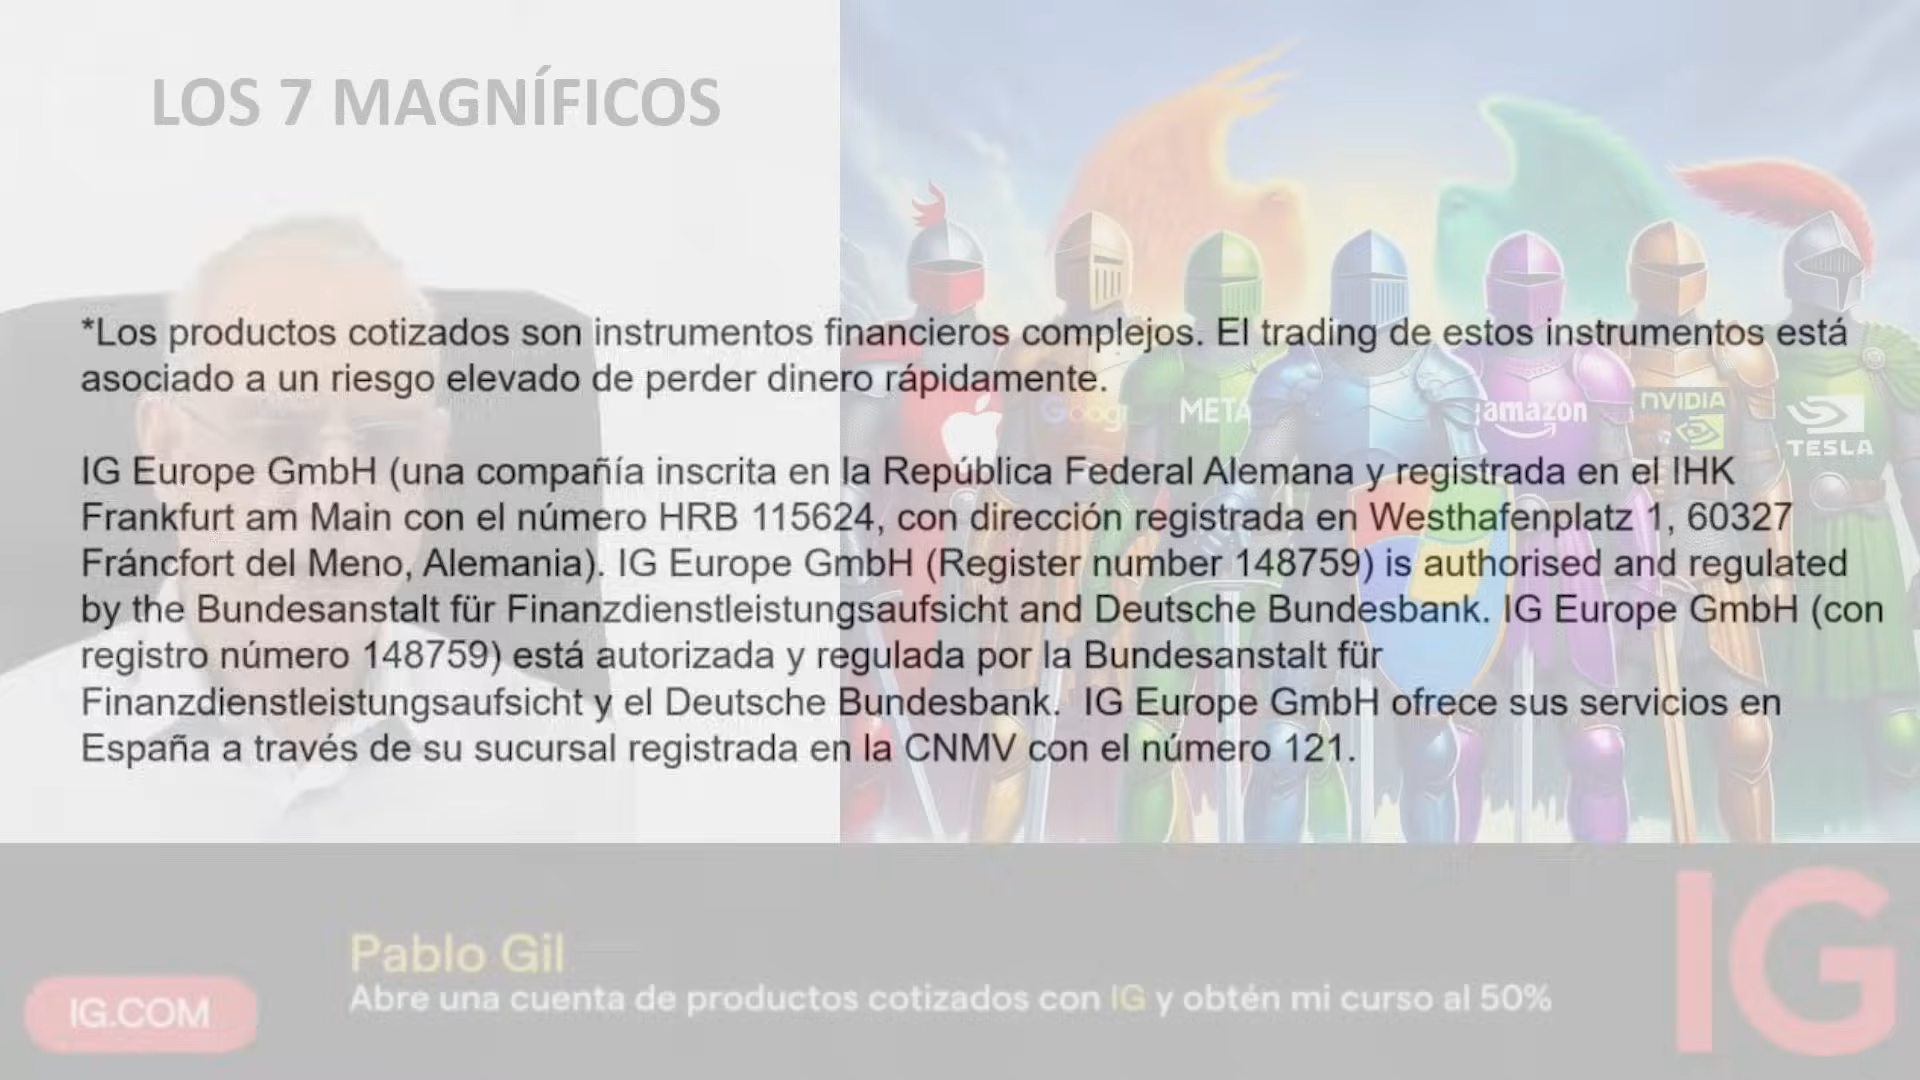 LOS 7 MAGNÍFICOS
*Los productos cotizados son instrumentos financieros complejos. El trading de estos instrumentos está
asociado a un riesgo elevado de perder dinero rápidamente.
Google
META
amazon
NVIDIA
TESLA
IG Europe GmbH (una compañía inscrita en la República Federal Alemana y registrada en el IHK
Frankfurt am Main con el número HRB 115624, con dirección registrada en Westhafenplatz 1, 60327
Fráncfort del Meno, Alemania). IG Europe GmbH (Register number 148759) is authorised and regulated
by the Bundesanstalt für Finanzdienstleistungsaufsicht and Deutsche Bundesbank. IG Europe GmbH (con
registro número 148759) está autorizada y regulada por la Bundesanstalt für
Finanzdienstleistungsaufsicht y el Deutsche Bundesbank. IG Europe GmbH ofrece sus servicios en
España a través de su sucursal registrada en la CNMV con el número 121.
Pablo Gil
Abre una cuenta de productos cotizados con IG y obtén mi curso al 50%
IG.COM
IG